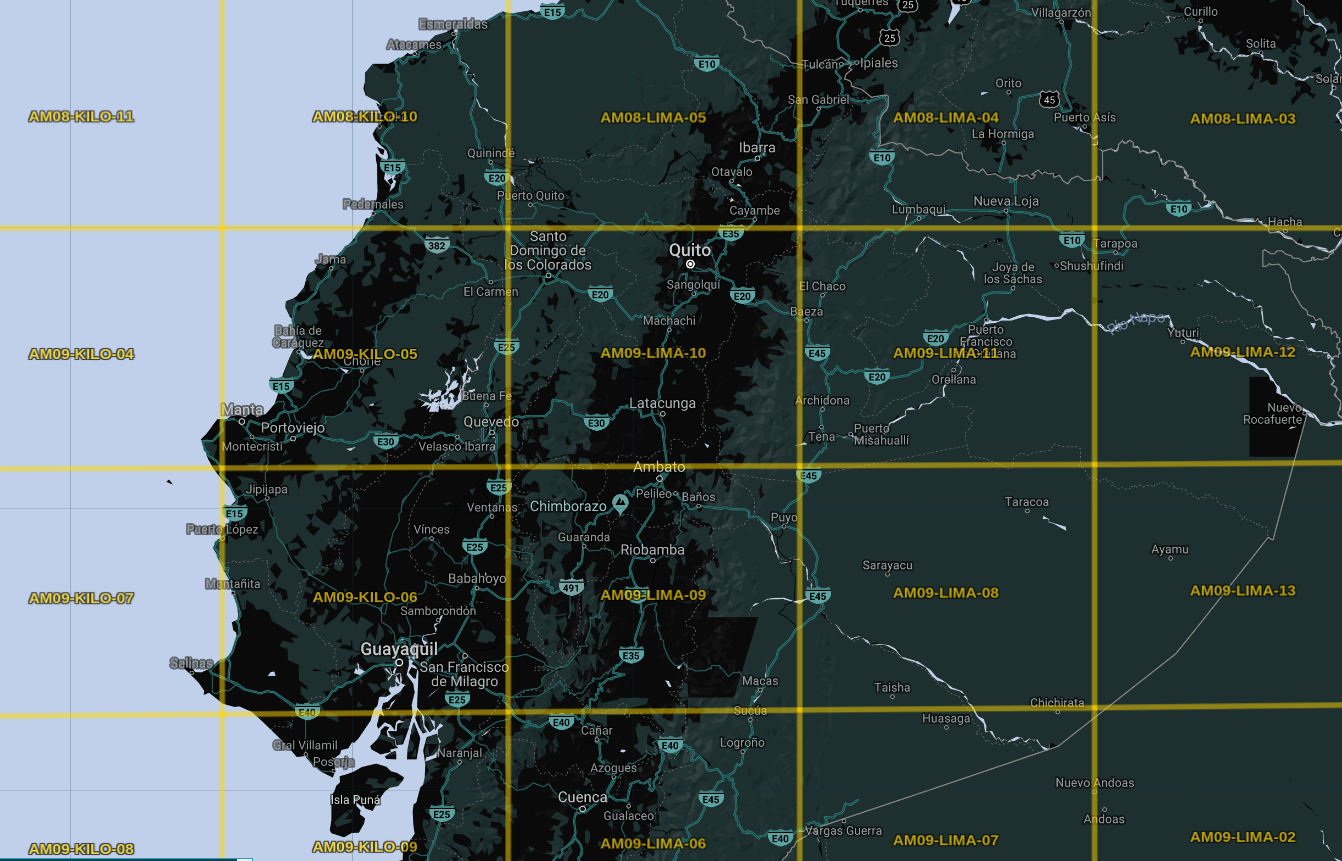 E15
Tuquerres
25
Villagarzón
Curillo
Esmeraldas
Atacames
25
Solita
E10
Tulcán
Ipiales
Orito
San Gabriel
45
AM08-KILO-11
AM08-KILO-10
AM08-LIMA-05
AM08-LIMA-04
Puerto Asís
AM08-LIMA-03
La Hormiga
Quinindé
Ibarra
E10
E15
E20
Otavalo
Puerto Quito
Pedernales
Cayambe
Lumbaqui
Nueva Loja
E10
Hacha
382
Santo
Domingo de
los Colorados
E35
Quito
E10
Tarapoa
Jama
Joya de
los Sachas
Shushufindi
Sangolquí
El Carmen
E20
E20
El Chaco
Machachi
Baeza
Río Napo
Bahía de
Caráquez
E25
AM09-KILO-04
AM09-KILO-05
Chone
AM09-LIMA-10
E45
E20
Puerto
Francisco
AM09-LIMA-11
Yuturi
AM09-LIMA-12
E15
E20
Orellana
Buena Fe
Manta
Latacunga
Archidona
Nuevo
Rocafuerte
Portoviejo
Quevedo
E30
Montecristi
E30
Velasco Ibarra
Tena
Puerto
Misahuallí
Ambato
E45
Jipijapa
E25
Pelileo
Baños
Ventanas
Chimborazo
Taracoa
E15
Puerto López
Vínces
Puyo
Guaranda
E25
Riobamba
Ayamu
Sarayacu
Babahoyo
Montañita
491
AM09-KILO-07
AM09-KILO-06
AM09-LIMA-09
E45
AM09-LIMA-08
AM09-LIMA-13
Samborondón
Guayaquil
E35
Salinas
San Francisco
de Milagro
Macas
Taisha
E25
Chichirata
E40
Sucúa
E40
Huasaga
Cañar
Gral Villamil
Naranjal
E40
Logroño
Posorja
Azogues
Nuevo Andoas
Isla Puná
Cuenca
E45
E25
Gualaceo
Andoas
AM09-KILO-08
AM09-KILO-09
AM09-LIMA-06
E40
Vargas Guerra
AM09-LIMA-07
AM09-LIMA-02